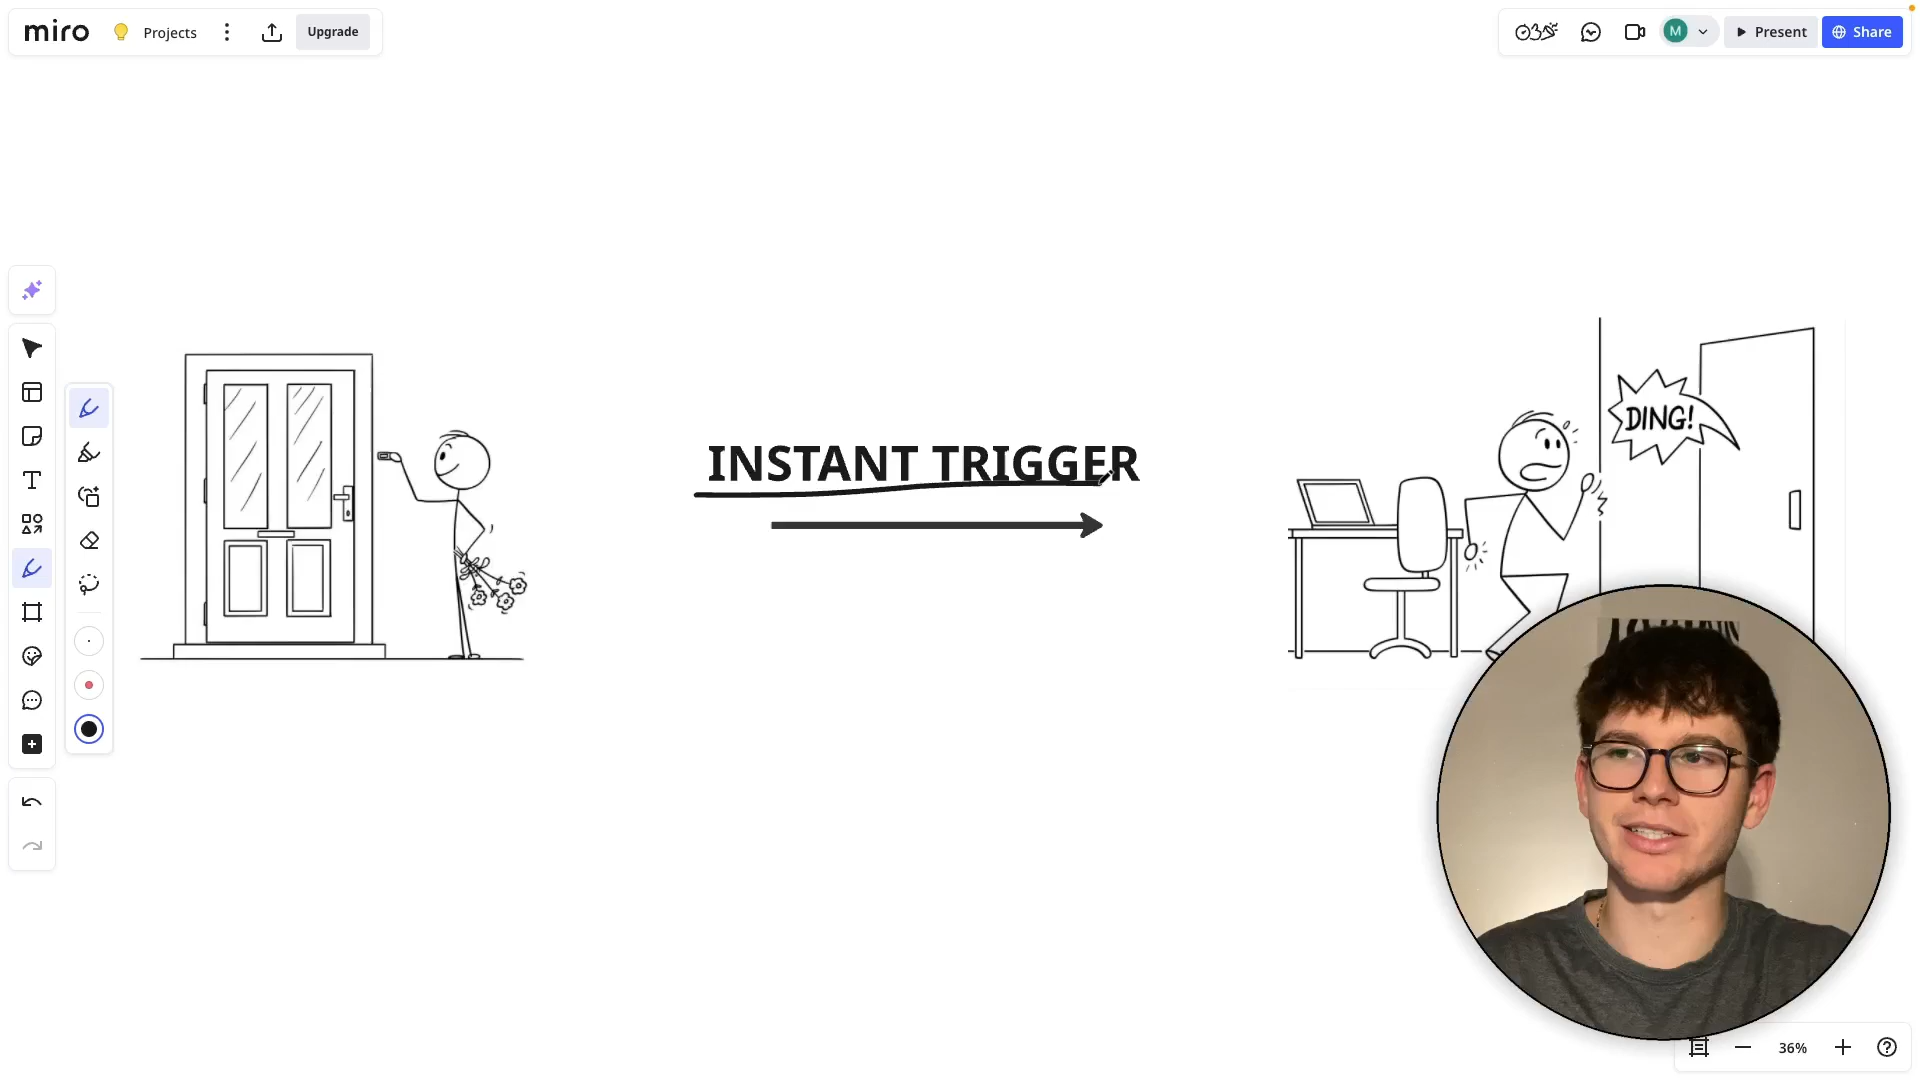 miro
Projects
Upgrade
M
Present
Share
INSTANT TRIGGER
DING!
T
36%